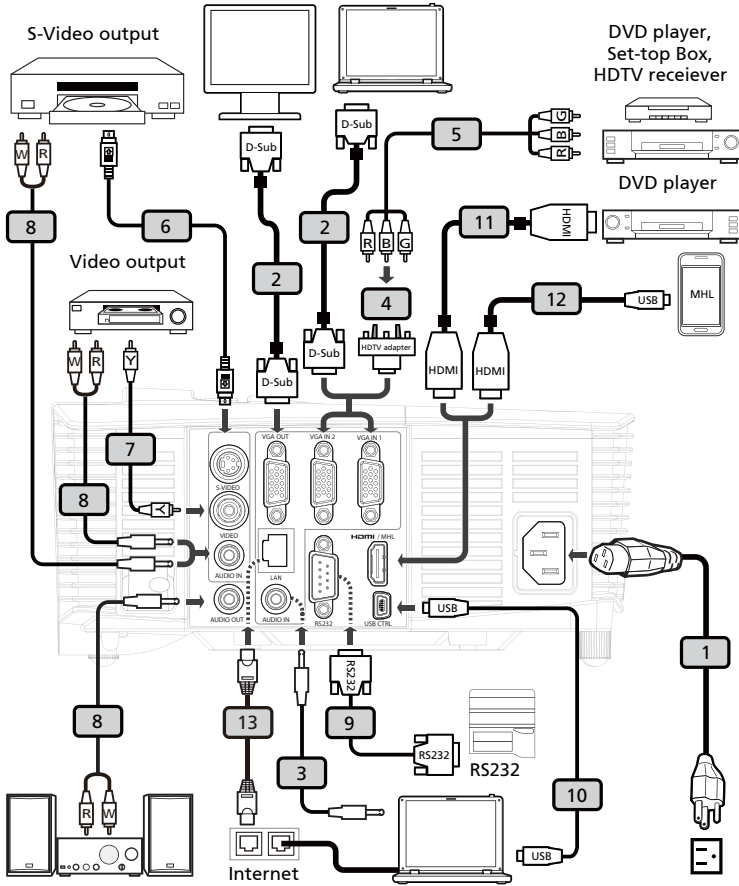 S-Video output
DVD player,
Set-top Box,
HDTV receiever
D-Sub
D-Sub
5
R
B
G
W
R
DVD player
8
6
2
2
R
B
G
11
HDMI
Video output
4
12
USB
MHL
W
R
Y
D-Sub
HDTV adapter
D-Sub
HDMI
HDMI
7
8
VGA OUT
VGA IN 2
VGA IN 1
S-VIDEO
Y
VIDEO
HDMI / MHL
AUDIO IN
LAN
AUDIO OUT
AUDIO IN
RS232
USB CTRL
USB
1
RS232
8
13
9
3
RS232
RS232
10
R
W
USB
Internet